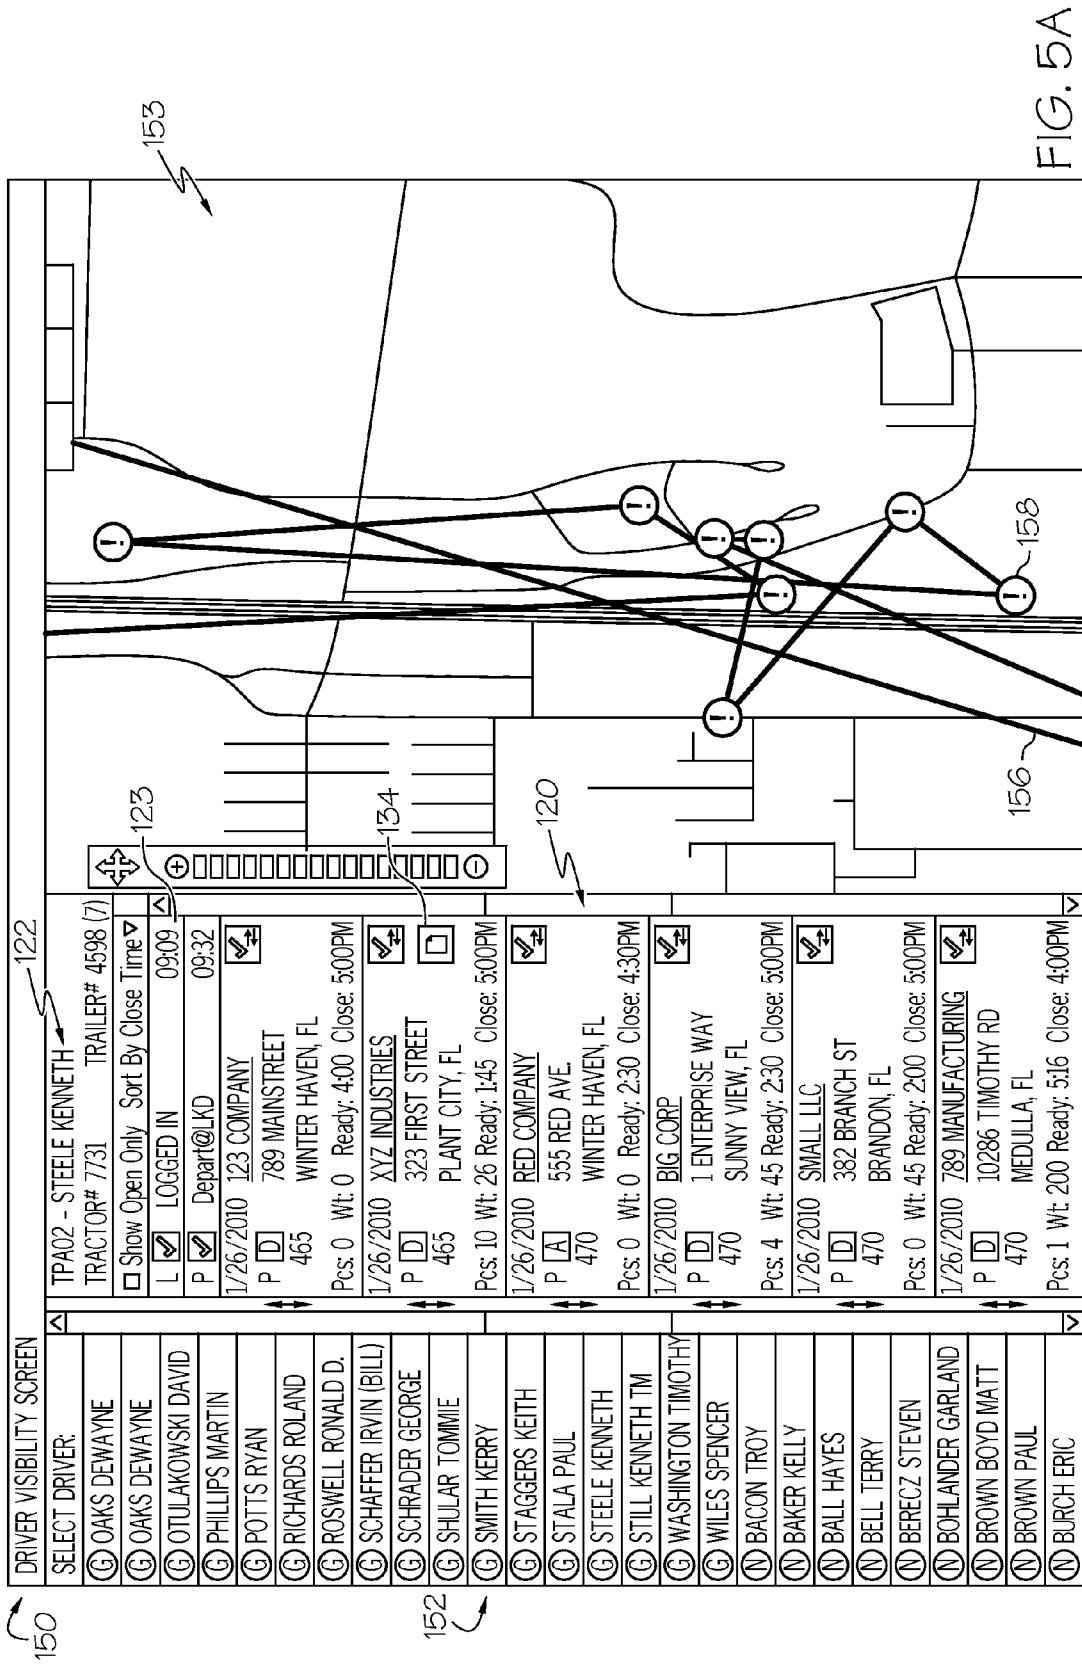 150
DRIVER VISIBILITY SCREEN
SELECT DRIVER:
G OAKS DEWAYNE
G OAKS DEWAYNE
G OTULAKOWSKI DAVID
G PHILLIPS MARTIN
G POTTS RYAN
G RICHARDS ROLAND
G ROSWELL RONALD D.
G SCHAFFER IRVIN (BILL)
G SCHRADER GEORGE
G SHULAR TOMMIE
G SMITH KERRY
G STAGGERS KEITH
G STALA PAUL
G STEELE KENNETH
G STILL KENNETH TM
G WASHINGTON TIMOTHY
G WILES SPENCER
N BACON TROY
N BAKER KELLY
N BALL HAYES
N BELL TERRY
N BERECZ STEVEN
N BOHLANDER GARLAND
N BROWN BOYD MATT
N BROWN PAUL
N BURCH ERIC
152
122
TPA02 - STEELE KENNETH
TRACTOR# 7731 TRAILER# 4598 (7)
Show Open Only Sort By Close Time
L LOGGED IN 09:09
P Depart@LKD 09:32
1/26/2010 123 COMPANY
P D 789 MAINSTREET
465 WINTER HAVEN, FL
Pcs: 0 Wt: 0 Ready: 4:00 Close: 5:00PM
1/26/2010 XYZ INDUSTRIES
P D 323 FIRST STREET
465 PLANT CITY, FL
Pcs: 10 Wt: 26 Ready: 1:45 Close: 5:00PM
1/26/2010 RED COMPANY
P A 555 RED AVE.
470 WINTER HAVEN, FL
Pcs: 0 Wt: 0 Ready: 2:30 Close: 4:30PM
1/26/2010 BIG CORP
P D 1 ENTERPRISE WAY
470 SUNNY VIEW, FL
Pcs: 4 Wt: 45 Ready: 2:30 Close: 5:00PM
1/26/2010 SMALL LLC
P D 382 BRANCH ST
470 BRANDON, FL
Pcs: 0 Wt: 45 Ready: 2:00 Close: 5:00PM
1/26/2010 789 MANUFACTURING
P D 10286 TIMOTHY RD
470 MEDULLA, FL
Pcs: 1 Wt: 200 Ready: 5:16 Close: 4:00PM
123
134
120
153
!
!
!
!
!
!
!
!
156
158
FIG. 5A